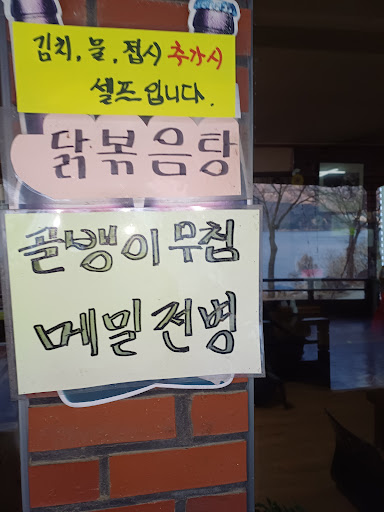 김치, 물, 접시 추가시
셀프입니다.
닭볶음탕
골뱅이무침
메밀전병